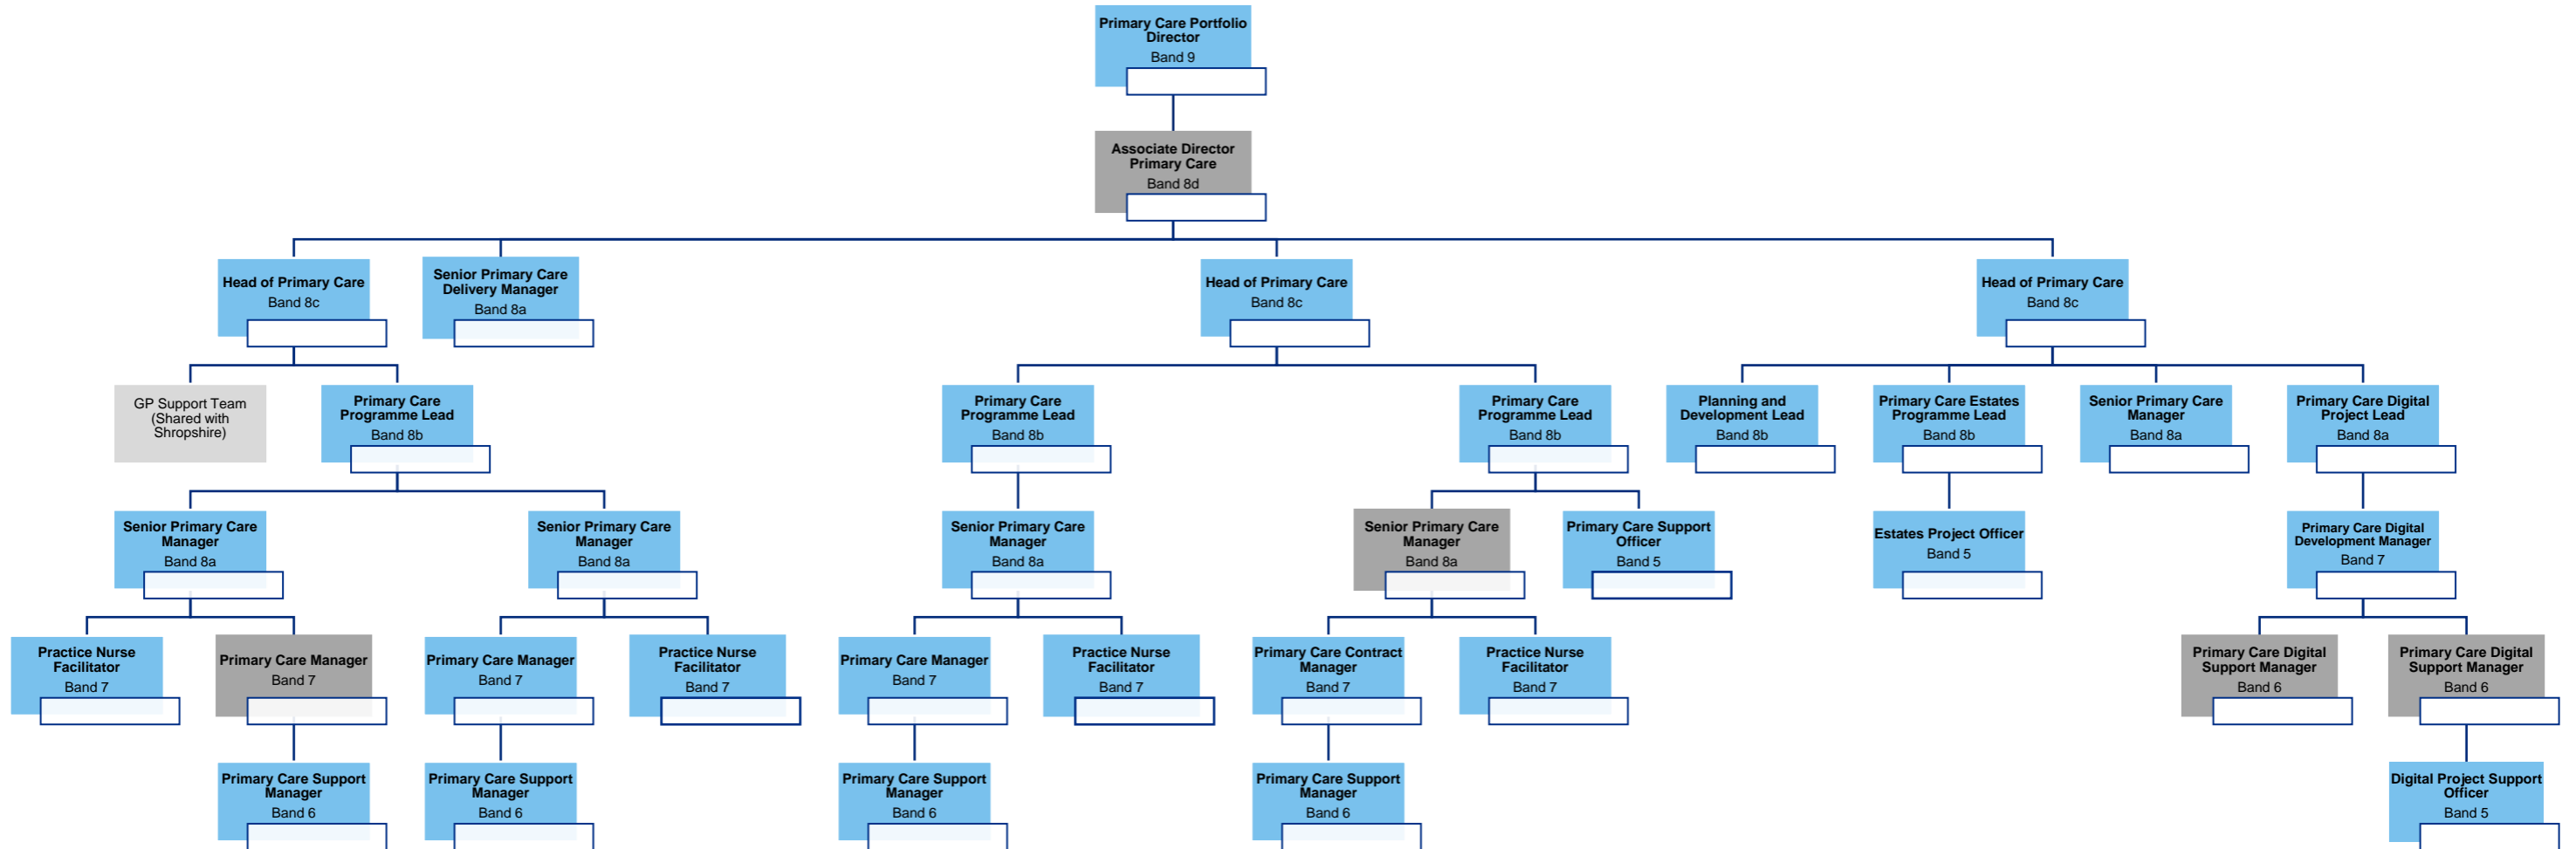 Primary Care Portfolio
Director
Band 9
Associate Director
Primary Care
Band 8d
Head of Primary Care
Band 8c
Senior Primary Care
Delivery Manager
Band 8a
Head of Primary Care
Band 8c
Head of Primary Care
Band 8c
GP Support Team
(Shared with
Shropshire)
Primary Care
Programme Lead
Band 8b
Primary Care
Programme Lead
Band 8b
Primary Care
Programme Lead
Band 8b
Planning and
Development Lead
Band 8b
Primary Care Estates
Programme Lead
Band 8b
Senior Primary Care
Manager
Band 8a
Primary Care Digital
Project Lead
Band 8a
Senior Primary Care
Manager
Band 8a
Senior Primary Care
Manager
Band 8a
Senior Primary Care
Manager
Band 8a
Senior Primary Care
Manager
Band 8a
Primary Care Support
Officer
Band 5
Estates Project Officer
Band 5
Primary Care Digital
Development Manager
Band 7
Practice Nurse
Facilitator
Band 7
Primary Care Manager
Band 7
Primary Care Manager
Band 7
Practice Nurse
Facilitator
Band 7
Primary Care Manager
Band 7
Practice Nurse
Facilitator
Band 7
Primary Care Contract
Manager
Band 7
Practice Nurse
Facilitator
Band 7
Primary Care Digital
Support Manager
Band 6
Primary Care Digital
Support Manager
Band 6
Primary Care Support
Manager
Band 6
Primary Care Support
Manager
Band 6
Primary Care Support
Manager
Band 6
Primary Care Support
Manager
Band 6
Digital Project Support
Officer
Band 5